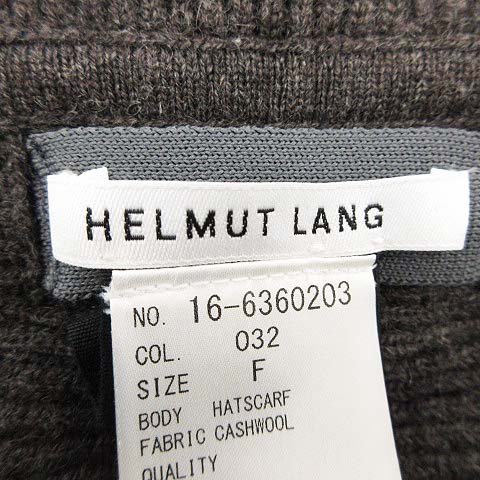 HELMUT LANG
NO. 16-6360203
COL. 032
SIZE F
BODY HATSCARF
FABRIC CASHWOOL
QUALITY